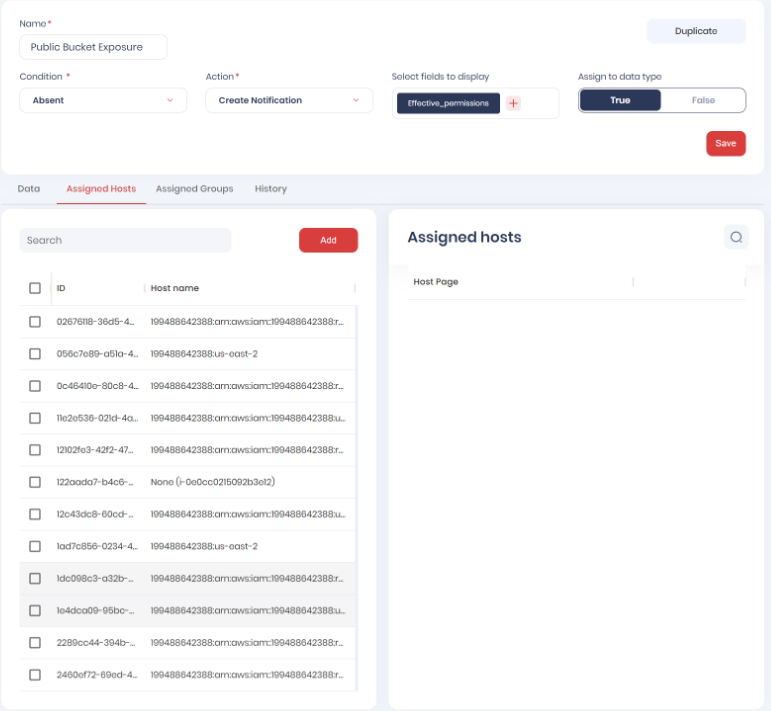 Name*
Duplicate
Public Bucket Exposure
Condition *
Action*
Select fields to display
Assign to data type
Absent
Create Notification
Effective_permissions
+
True
False
Save
Data
Assigned Hosts
Assigned Groups
History
Search
Add
Assigned hosts
ID
Host name
Host Page
02676118-36d5-4...
199488642388:arn:aws:iam::199488642388:r...
056c7e89-a51a-4...
199488642388:us-east-2
0c46410e-80c8-4...
199488642388:arn:aws:iam::199488642388:r...
11e2e536-021d-4a...
199488642388:arn:aws:iam::199488642388:u...
12102fe3-42f2-47...
199488642388:arn:aws:iam::199488642388:r...
122aada7-b4c6-...
None (i-0e0cc0215092b3e12)
12c43dc8-60cd-...
199488642388:arn:aws:iam::199488642388:u...
1ad7c856-0234-4...
199488642388:us-east-2
1dc098c3-a32b-...
199488642388:arn:aws:iam::199488642388:r...
1e4dca09-95bc-...
199488642388:arn:aws:iam::199488642388:u...
2289cc44-394b-...
199488642388:arn:aws:iam::199488642388:r...
2460ef72-69ed-4...
199488642388:arn:aws:iam::199488642388:r...